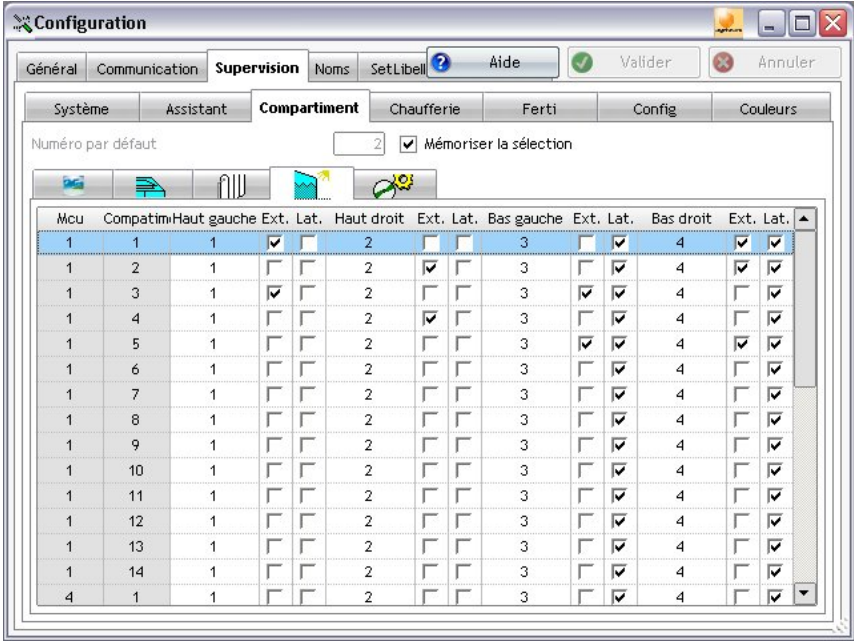 Configuration
Général Communication Supervision Noms SetLibell Aide Valider Annuler
Système Assistant Compartiment Chaufferie Ferti Config Couleurs
Numéro par défaut 2 Mémoriser la sélection
Mcu Compatim Haut gauche Ext. Lat. Haut droit Ext. Lat. Bas gauche Ext. Lat. Bas droit Ext. Lat.
1 1 1 2 3 4
1 2 1 2 3 4
1 3 1 2 3 4
1 4 1 2 3 4
1 5 1 2 3 4
1 6 1 2 3 4
1 7 1 2 3 4
1 8 1 2 3 4
1 9 1 2 3 4
1 10 1 2 3 4
1 11 1 2 3 4
1 12 1 2 3 4
1 13 1 2 3 4
1 14 1 2 3 4
4 1 1 2 3 4